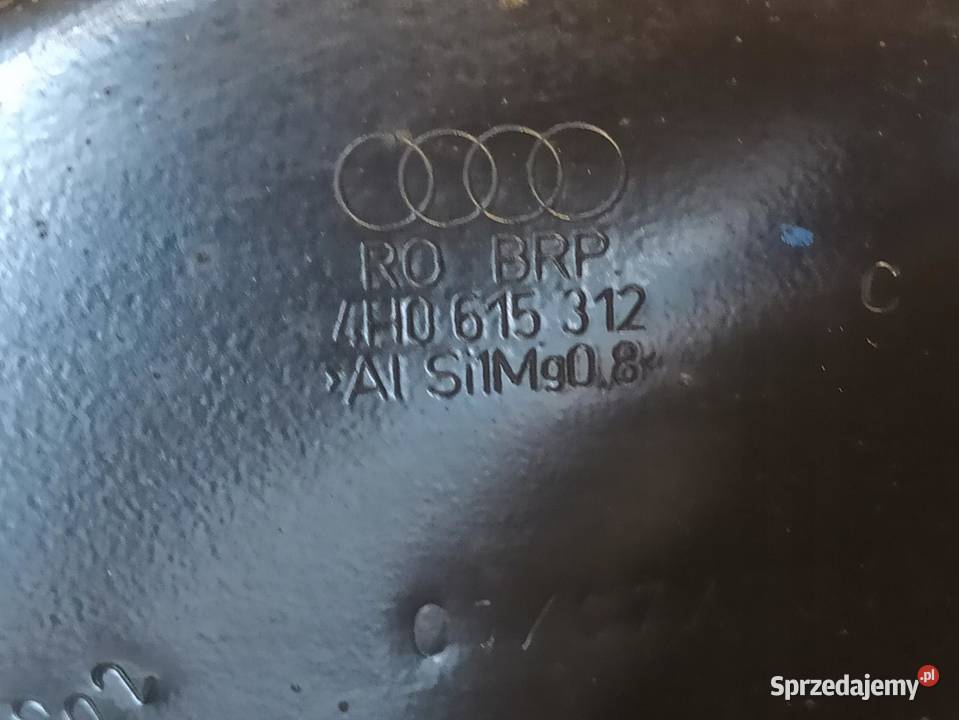 RO BRP
4H0 615 312
>Al Si1Mg0,8<
C
Sprzedajemy.pl